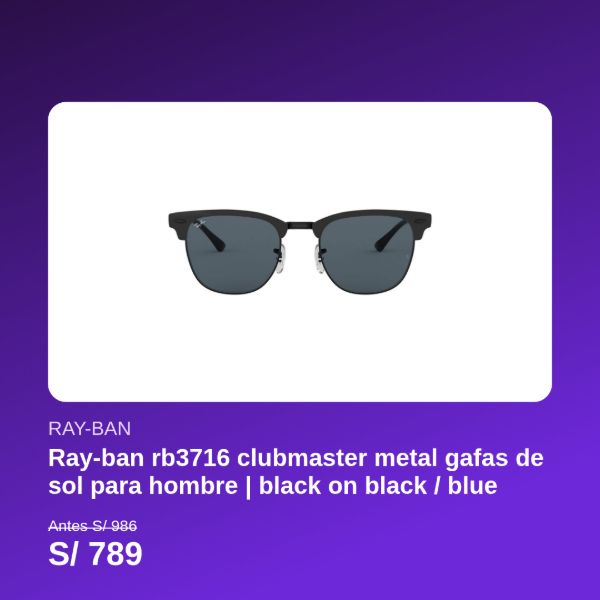 RAY-BAN
Ray-ban rb3716 clubmaster metal gafas de
sol para hombre | black on black / blue
Antes S/ 986
S/ 789